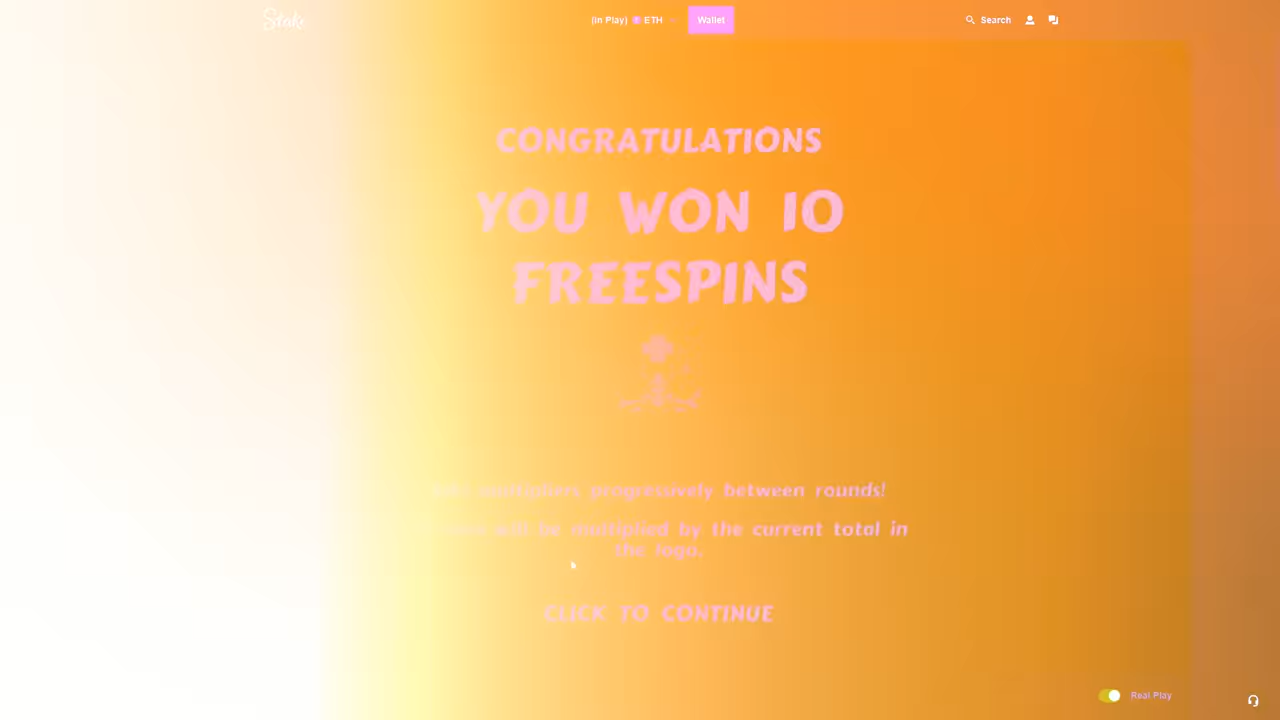 Stake
(In Play) ETH
Wallet
Search
CONGRATULATIONS
YOU WON 10
FREESPINS
multipliers progressively between rounds!
will be multiplied by the current total in
the logo.
CLICK TO CONTINUE
Real Play